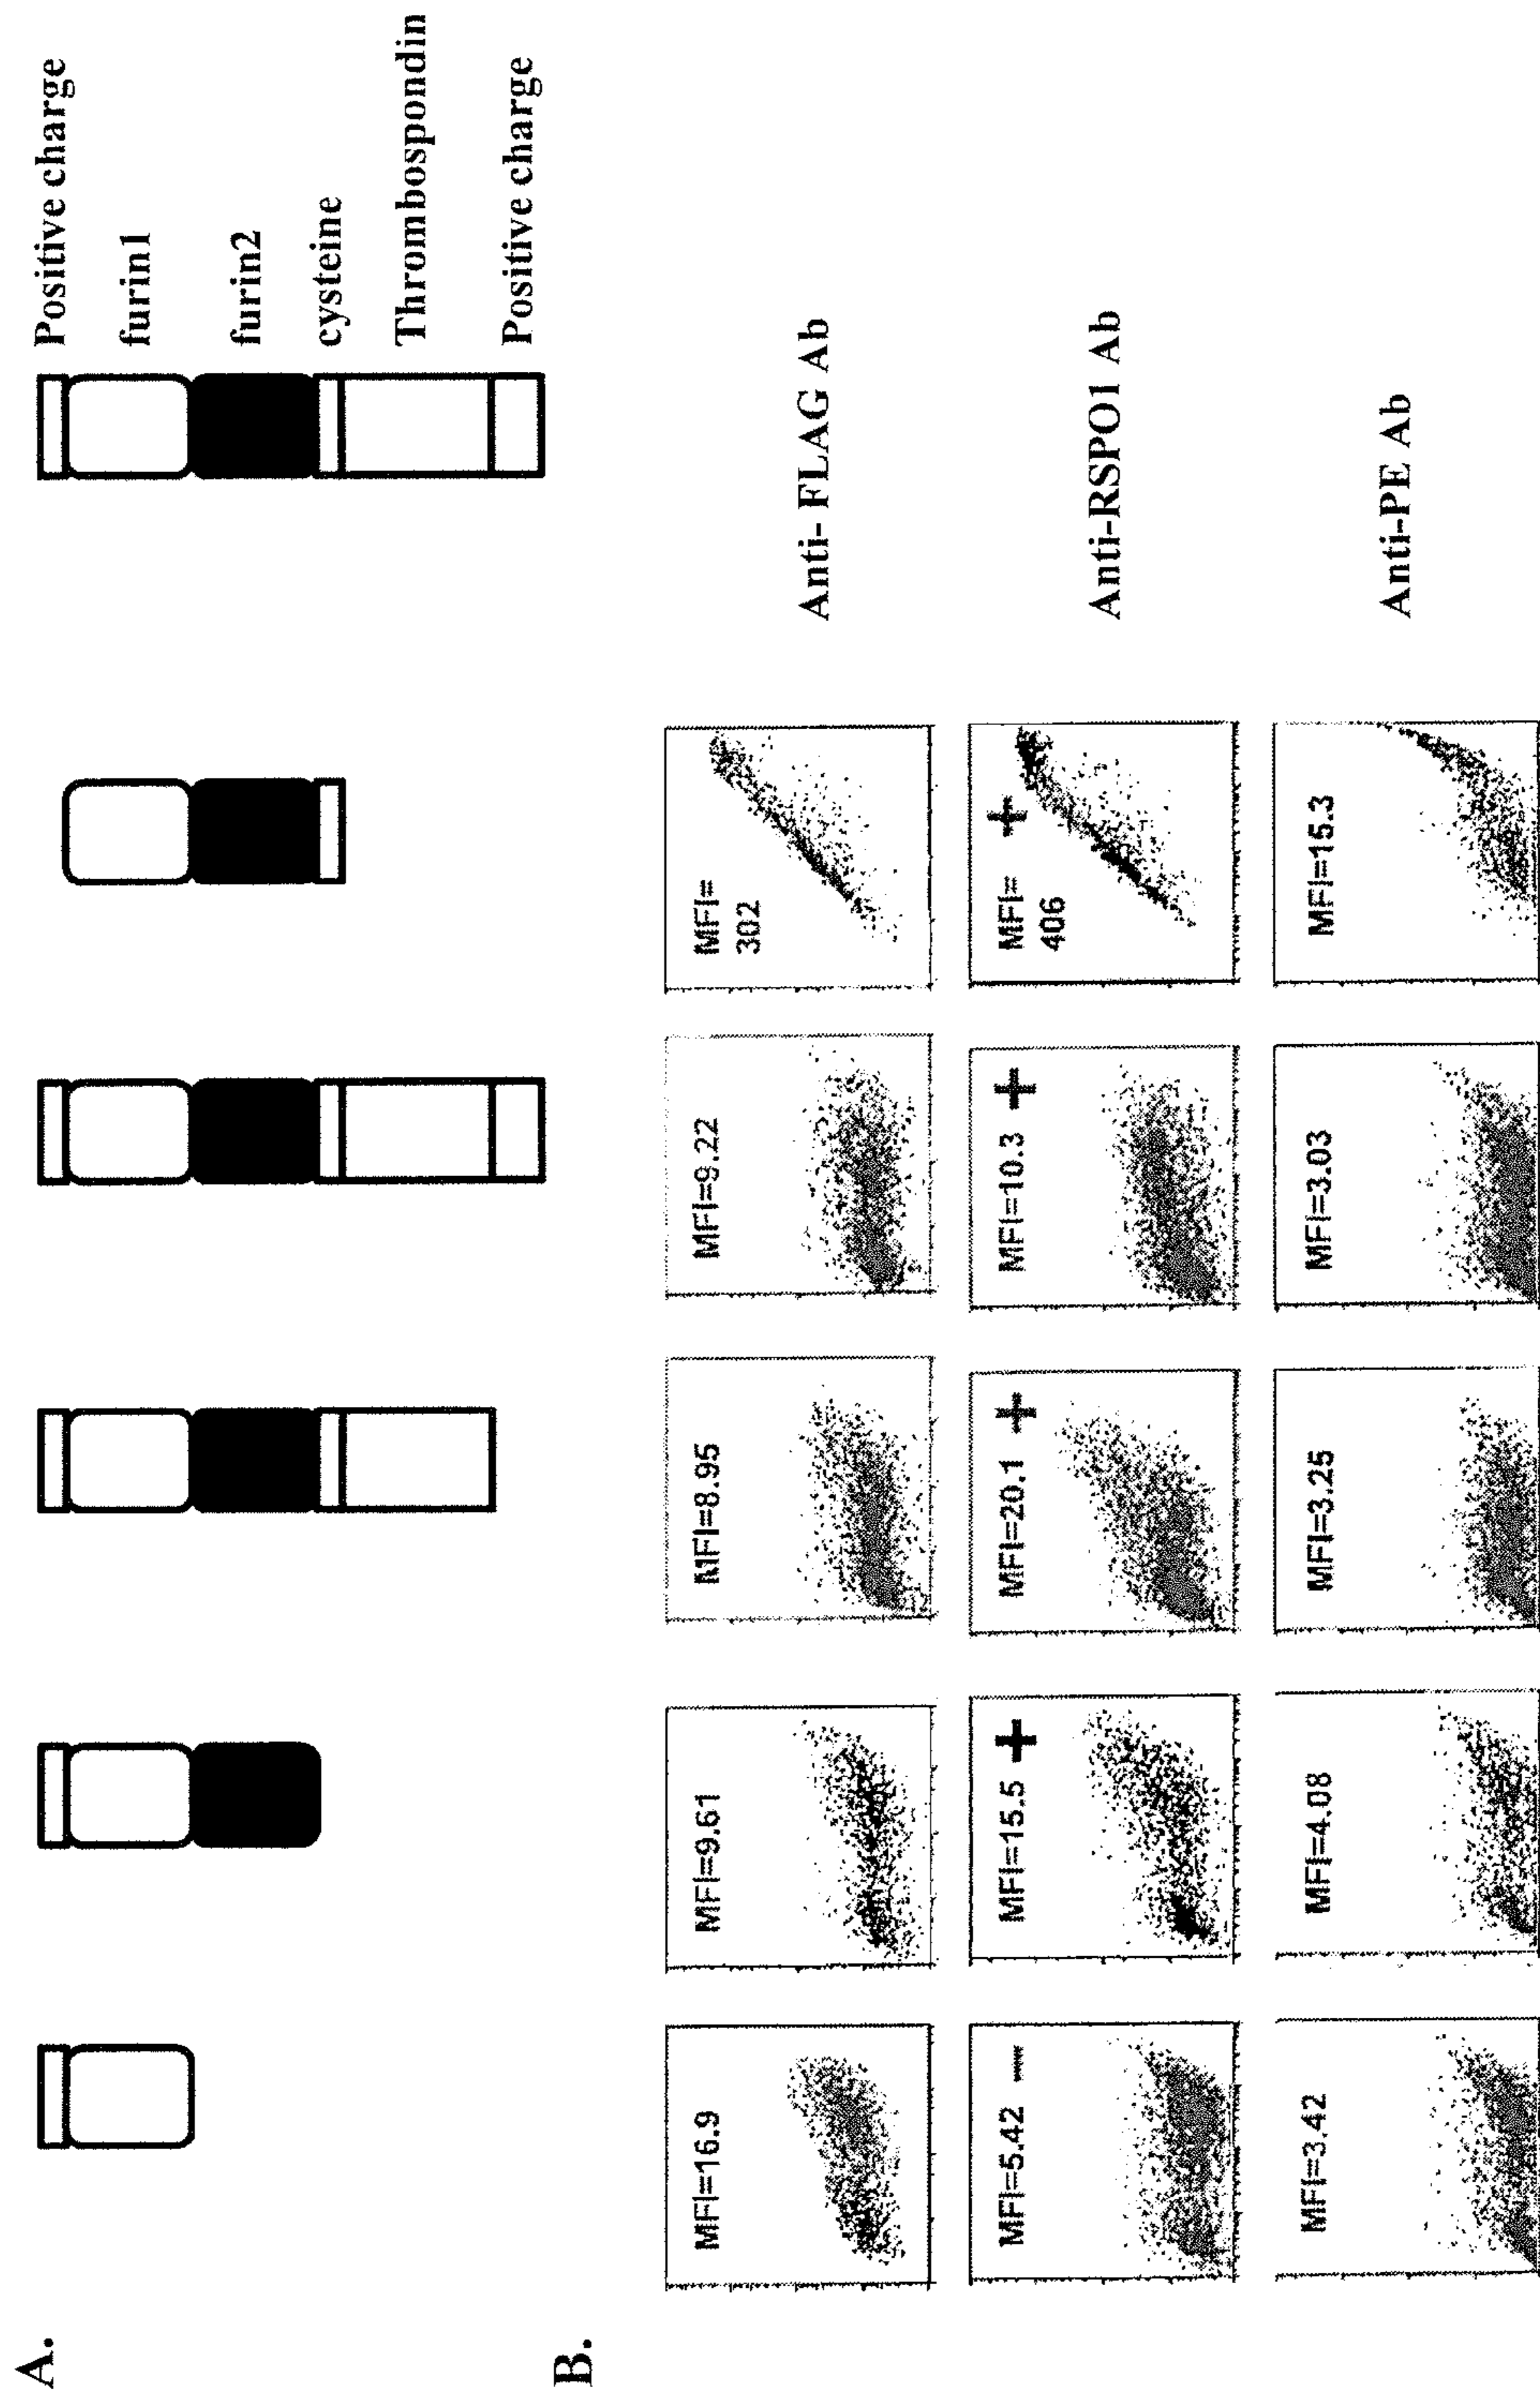 A.
Positive charge
furin1
furin2
cysteine
Thrombospondin
Positive charge
B.
MFI=16.9
MFI=9.61
MFI=8.95
MFI=9.22
MFI=
302
Anti- FLAG Ab
MFI=5.42 —
MFI=15.5 +
MFI=20.1 +
MFI=10.3 +
MFI= +
406
Anti-RSPO1 Ab
MFI=3.42
MFI=4.08
MFI=3.25
MFI=3.03
MFI=15.3
Anti-PE Ab